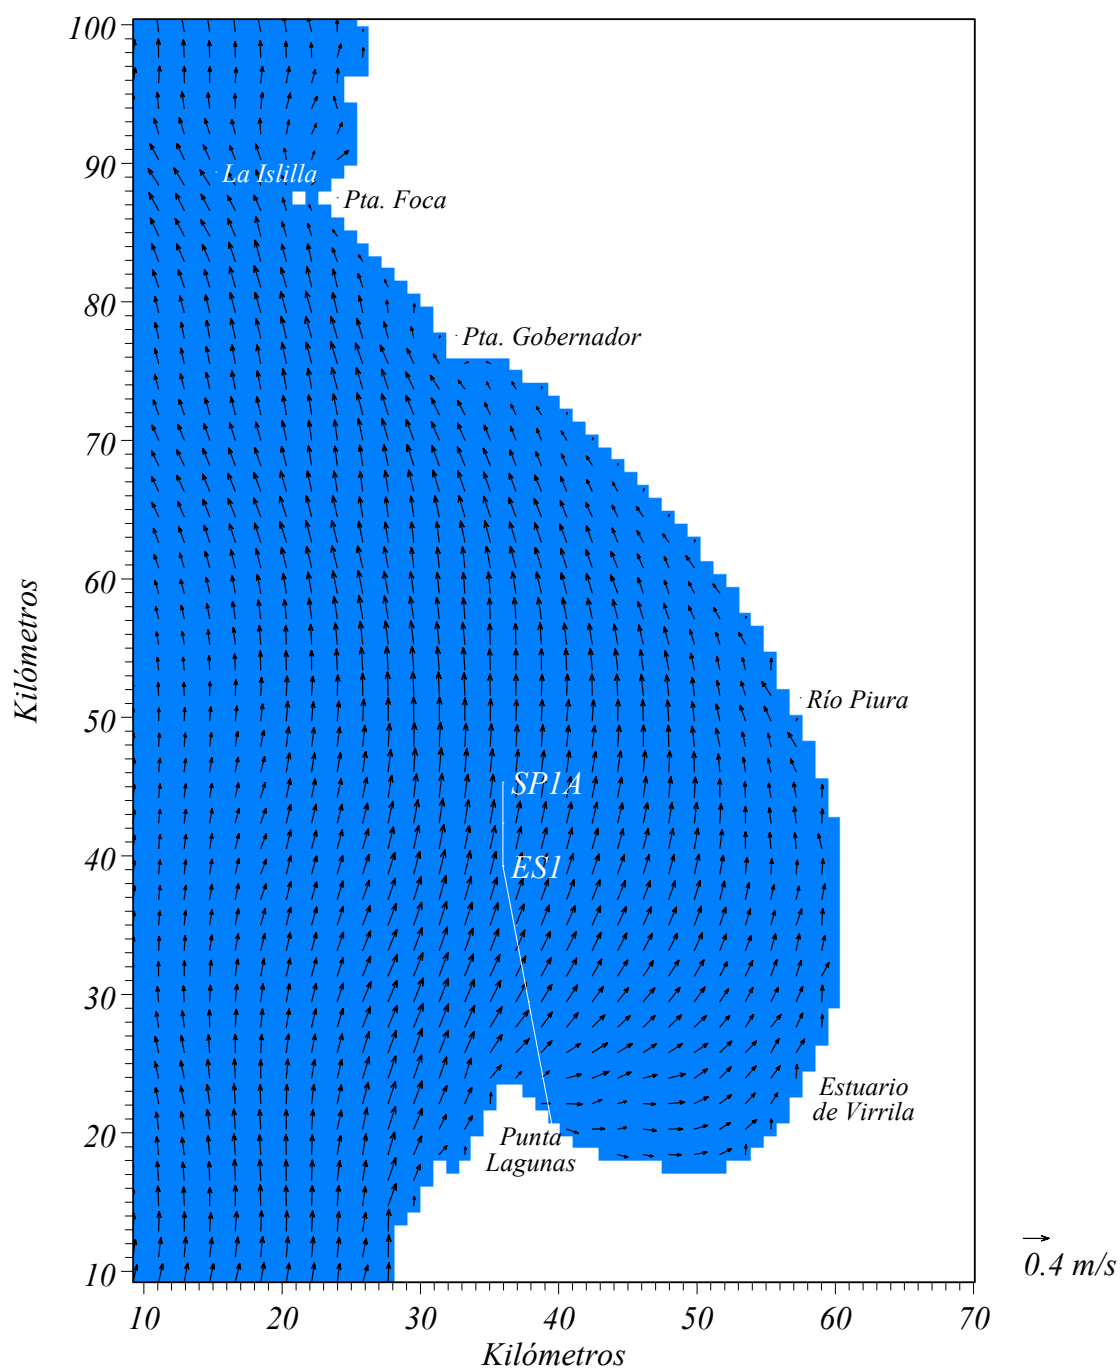 100
90
La Islilla
Pta. Foca
80
Pta. Gobernador
70
60
Kilómetros
Río Piura
50
SP1A
40
ES1
30
Estuario
de Virrila
20
Punta
Lagunas
0.4 m/s
10
10 20 30 40 50 60 70
Kilómetros